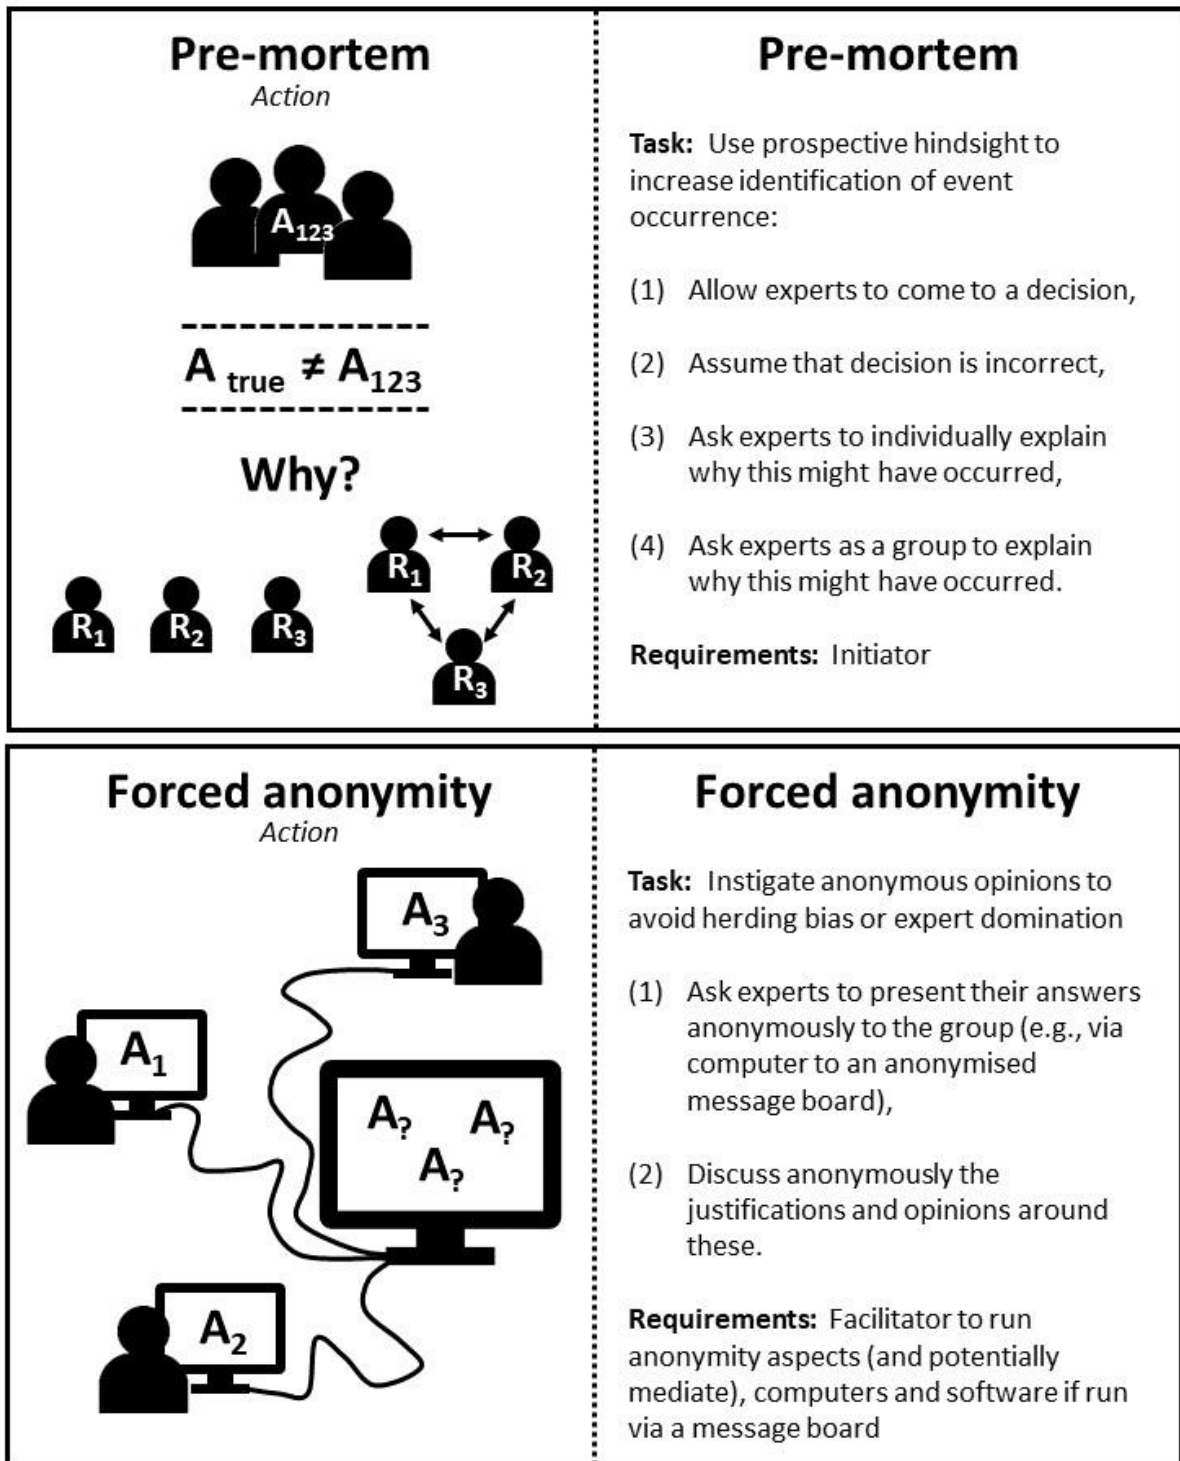 Pre-mortem
Action
A123
A true ≠ A123
Why?
R1 R2 R3
R1 R2
R3
Pre-mortem
Task: Use prospective hindsight to
increase identification of event
occurrence:
(1) Allow experts to come to a decision,
(2) Assume that decision is incorrect,
(3) Ask experts to individually explain
why this might have occurred,
(4) Ask experts as a group to explain
why this might have occurred.
Requirements: Initiator
Forced anonymity
Action
A3
A1
A? A?
A?
A2
Forced anonymity
Task: Instigate anonymous opinions to
avoid herding bias or expert domination
(1) Ask experts to present their answers
anonymously to the group (e.g., via
computer to an anonymised
message board),
(2) Discuss anonymously the
justifications and opinions around
these.
Requirements: Facilitator to run
anonymity aspects (and potentially
mediate), computers and software if run
via a message board